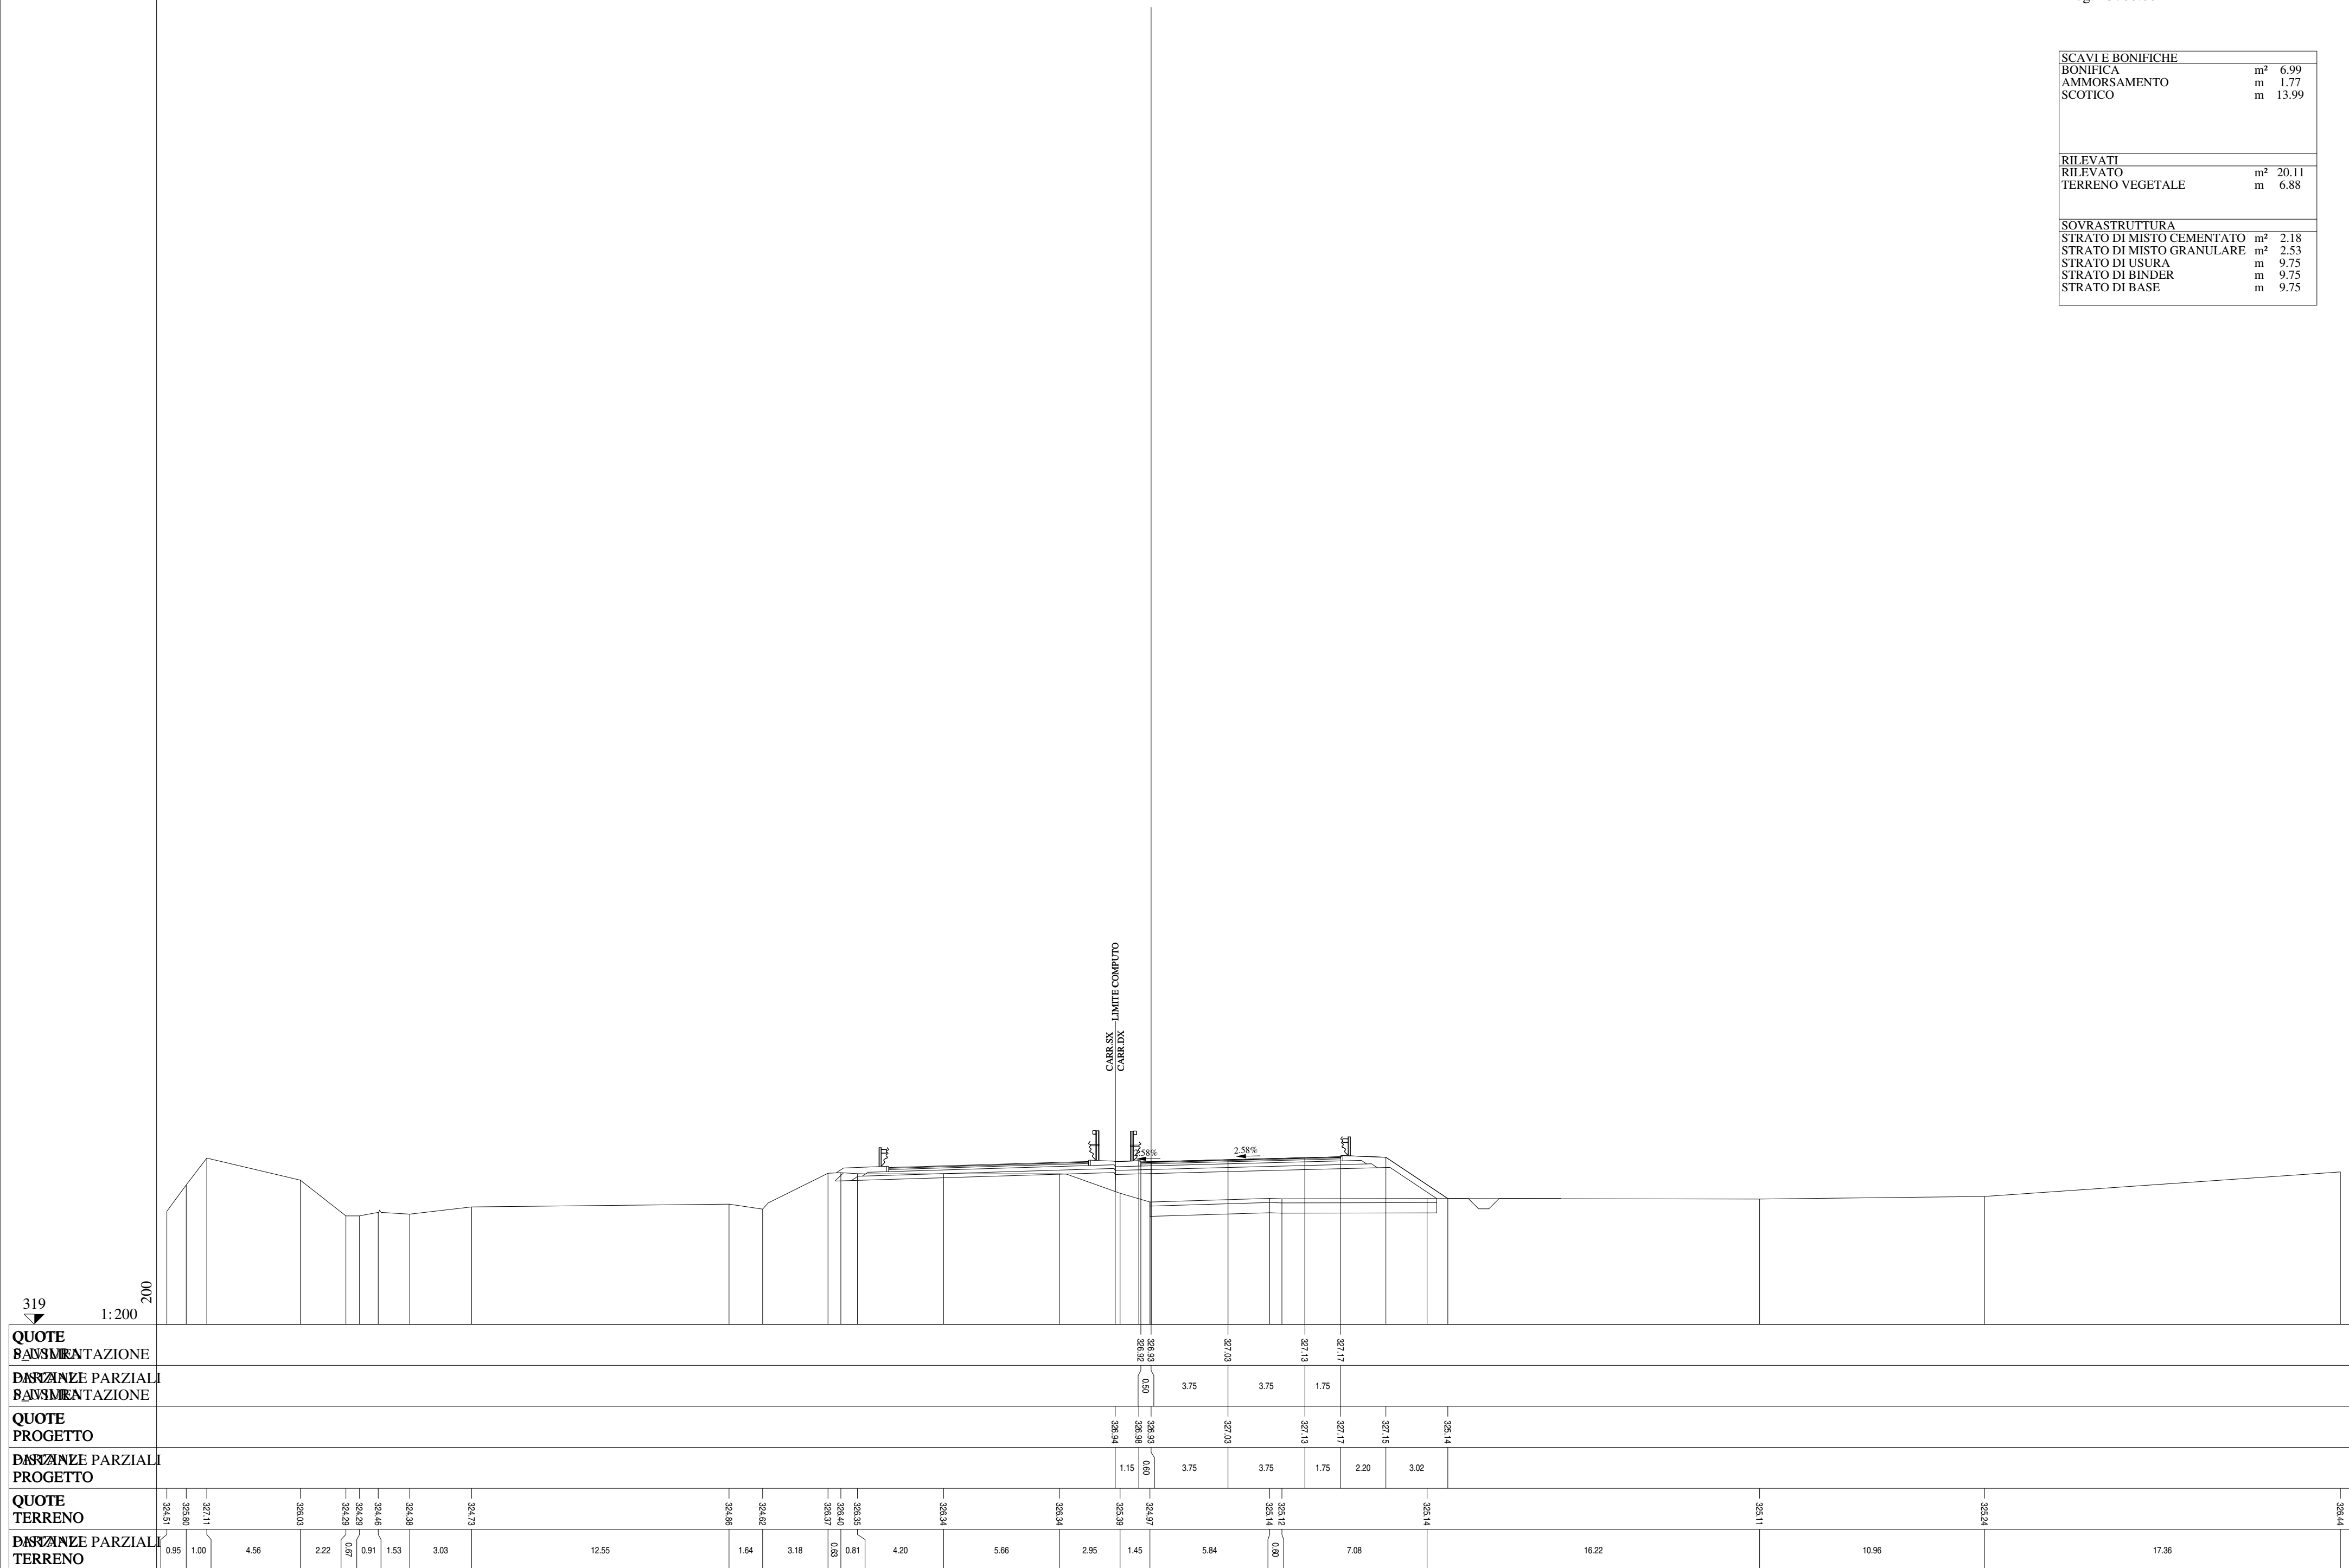 SCAVI E BONIFICHE
BONIFICA m² 6.99
AMMORSAMENTO m 1.77
SCOTICO m 13.99
RILEVATI
RILEVATO m² 20.11
TERRENO VEGETALE m 6.88
SOVRASTRUTTURA
STRATO DI MISTO CEMENTATO m² 2.18
STRATO DI MISTO GRANULARE m² 2.53
STRATO DI USURA m 9.75
STRATO DI BINDER m 9.75
STRATO DI BASE m 9.75
LIMITE COMPUTO
CARR.SX
CARR.DX
2.58% 2.58%
200
319 1:200
QUOTE
PAVIMENTAZIONE
326.92 326.93 327.03 327.13 327.17
PARZIALI
PAVIMENTAZIONE
0.50 3.75 3.75 1.75
QUOTE
PROGETTO
326.94 326.98 326.93 327.03 327.13 327.17 327.15 325.14
PARZIALI
PROGETTO
1.15 0.60 3.75 3.75 1.75 2.20 3.02
QUOTE
TERRENO
324.51 325.80 327.11 326.03 324.29 324.29 324.46 324.38 324.73 324.86 324.62 326.37 326.40 326.35 326.34 326.34 325.39 324.97 325.14 325.12 325.14 325.11 325.24 326.44
PARZIALI
TERRENO
0.95 1.00 4.56 2.22 0.67 0.91 1.53 3.03 12.55 1.64 3.18 0.63 0.81 4.20 5.66 2.95 1.45 5.84 0.60 7.08 16.22 10.96 17.36